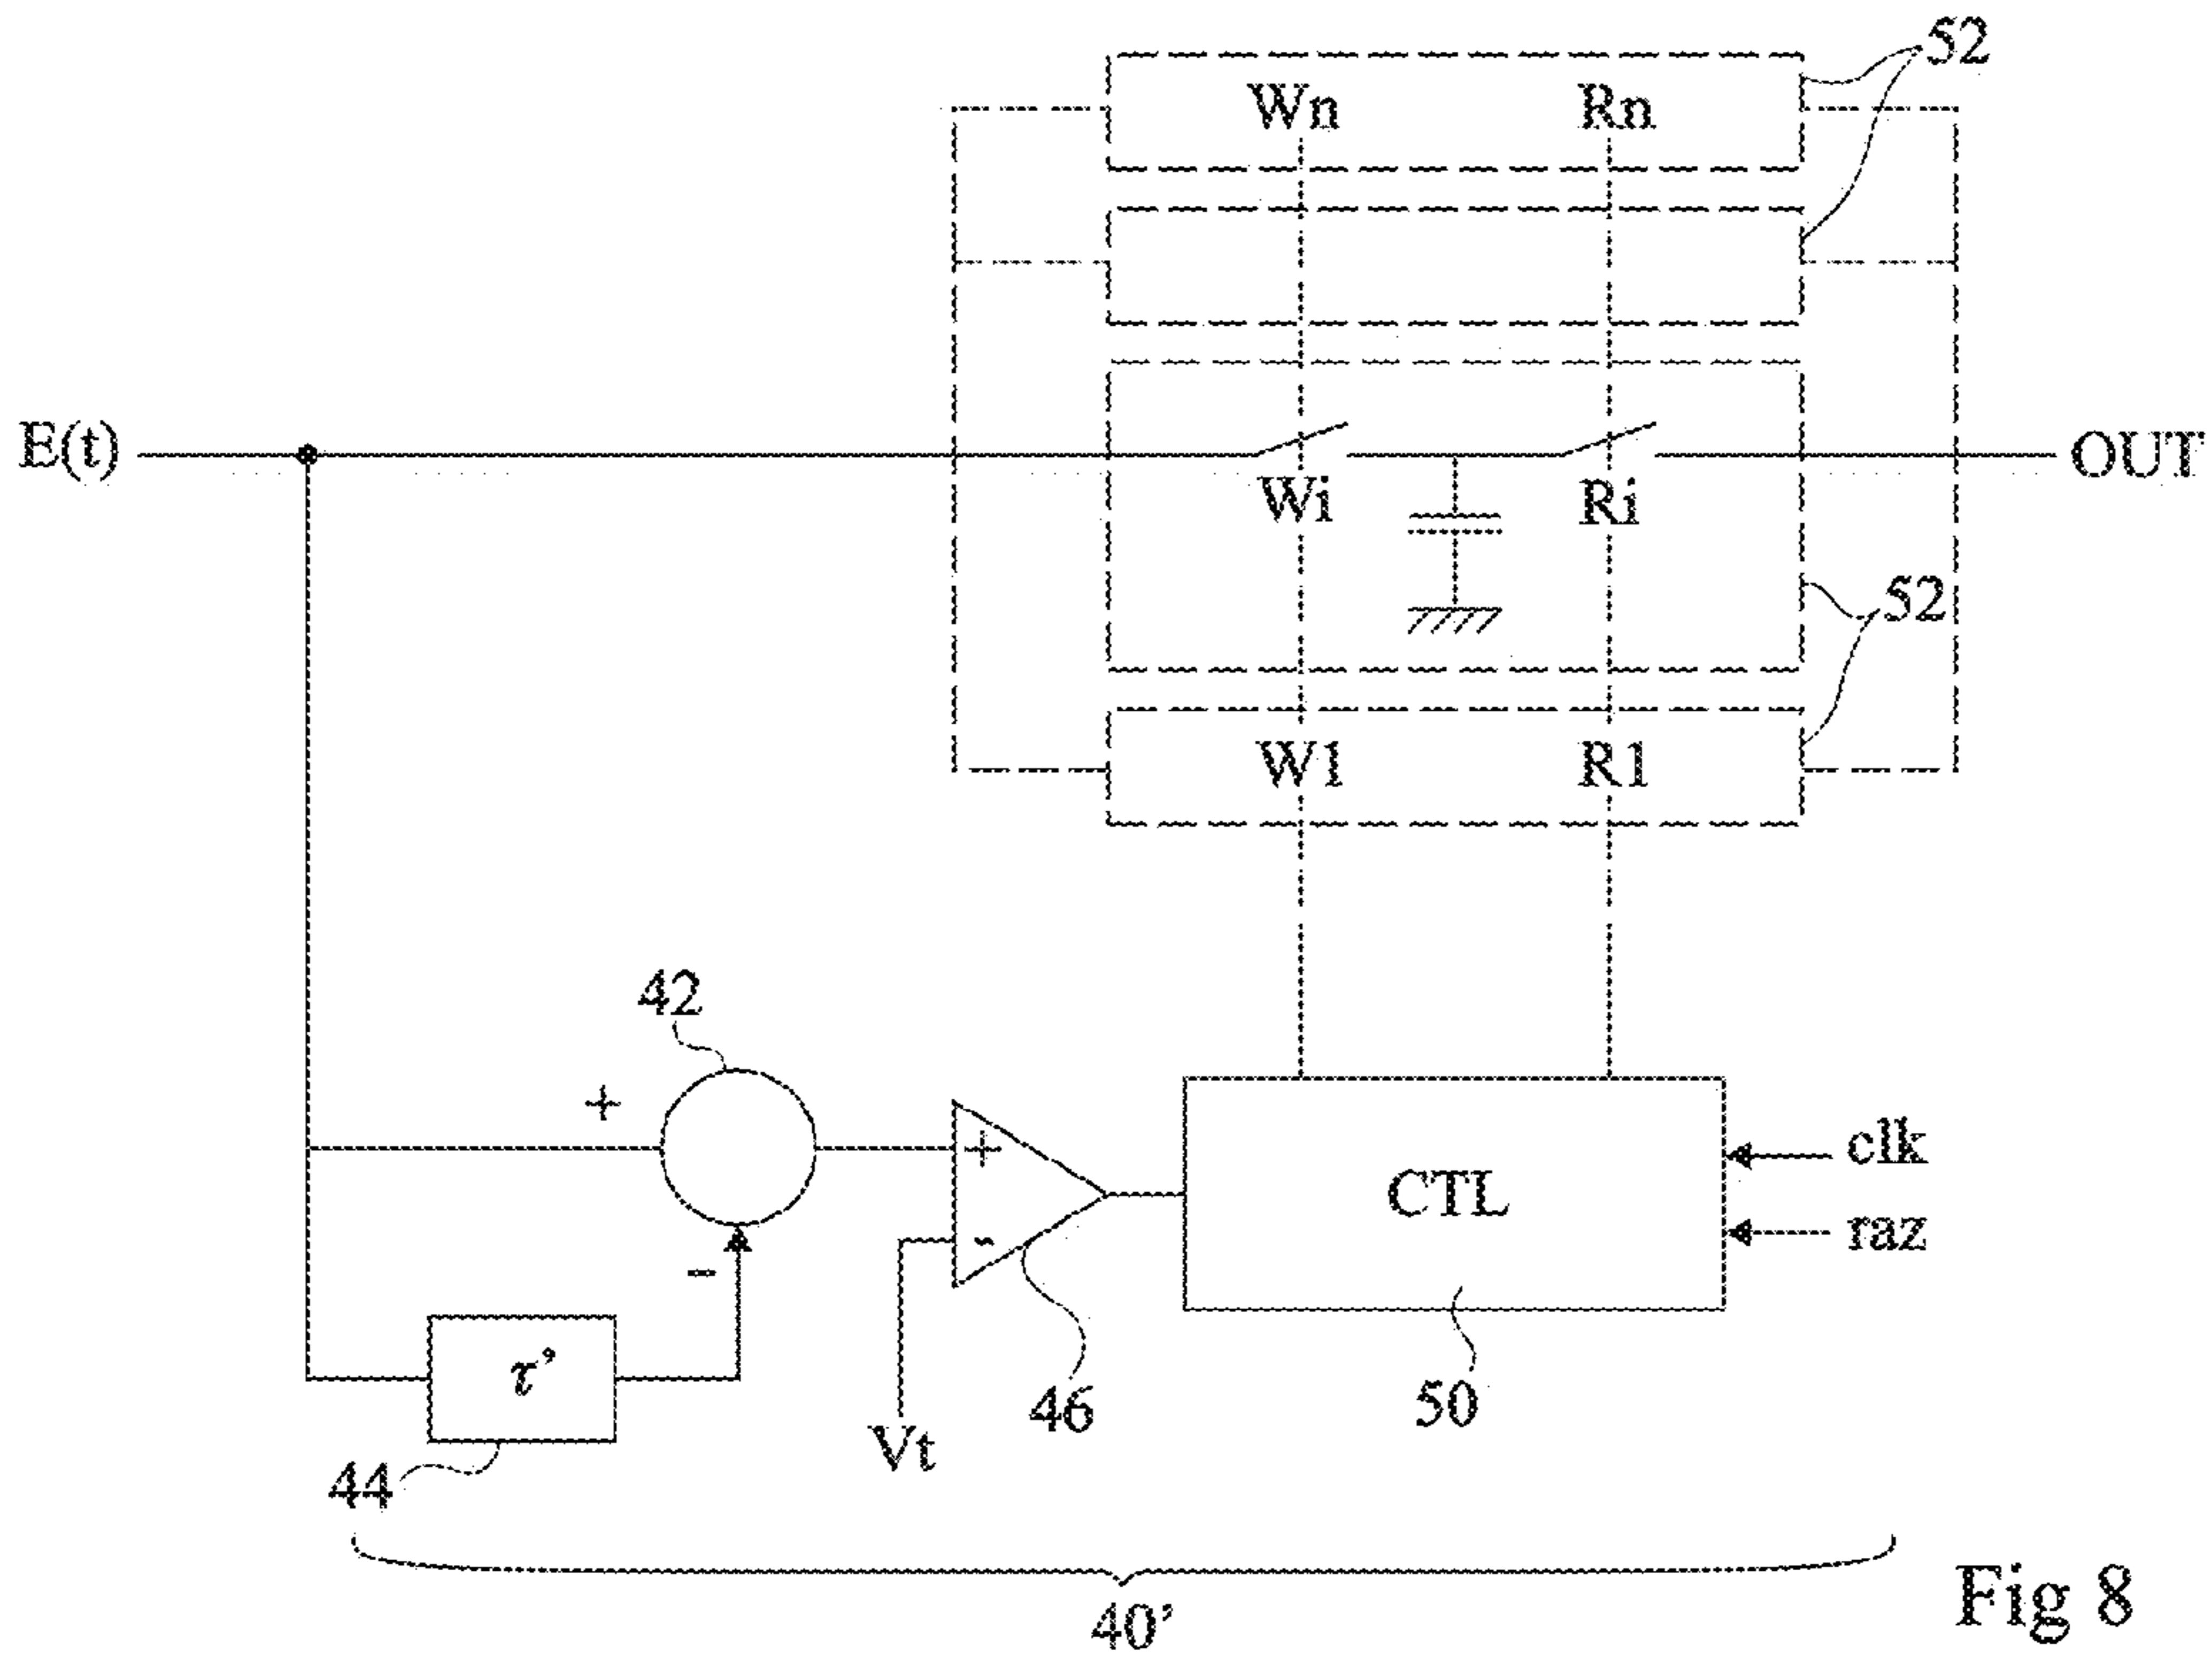 52
Wn Rn
E(t) OUT
Wi Ri
52
W1 R1
42
+
+
CTL
clk
-
raz
-
τ'
44
Vt
46
50
40'
Fig 8